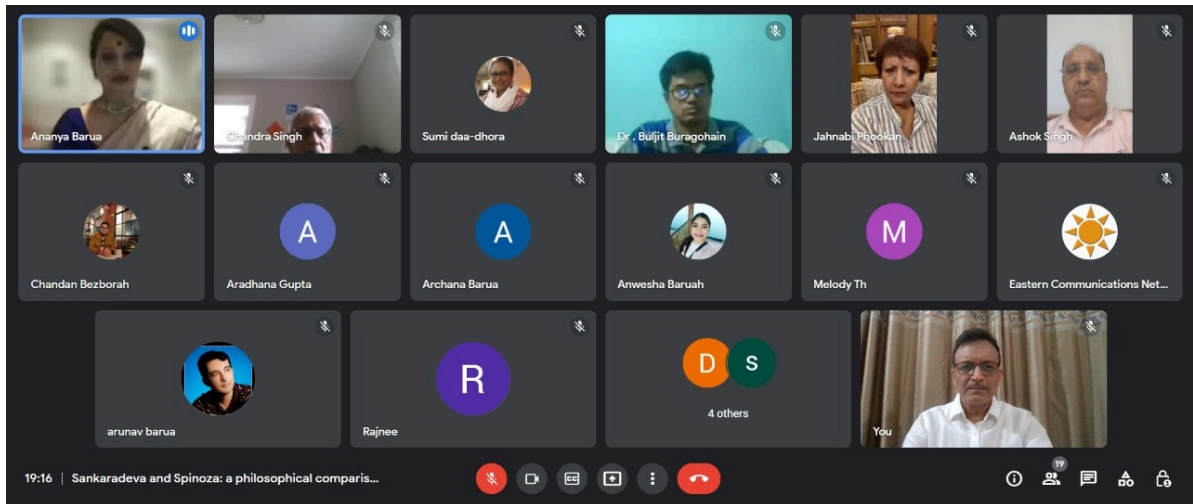 Ananya Barua
Chandra Singh
Sumi daa-dhora
Dr . Buljit Buragohain
Jahnabi Phookan
Ashok Singh
Chandan Bezborah
A
Aradhana Gupta
A
Archana Barua
Anwesha Baruah
M
Melody Th
Eastern Communications Net...
arunav barua
R
Rajnee
D S
4 others
You
19:16 | Sankaradeva and Spinoza: a philosophical comparis...
CC
19